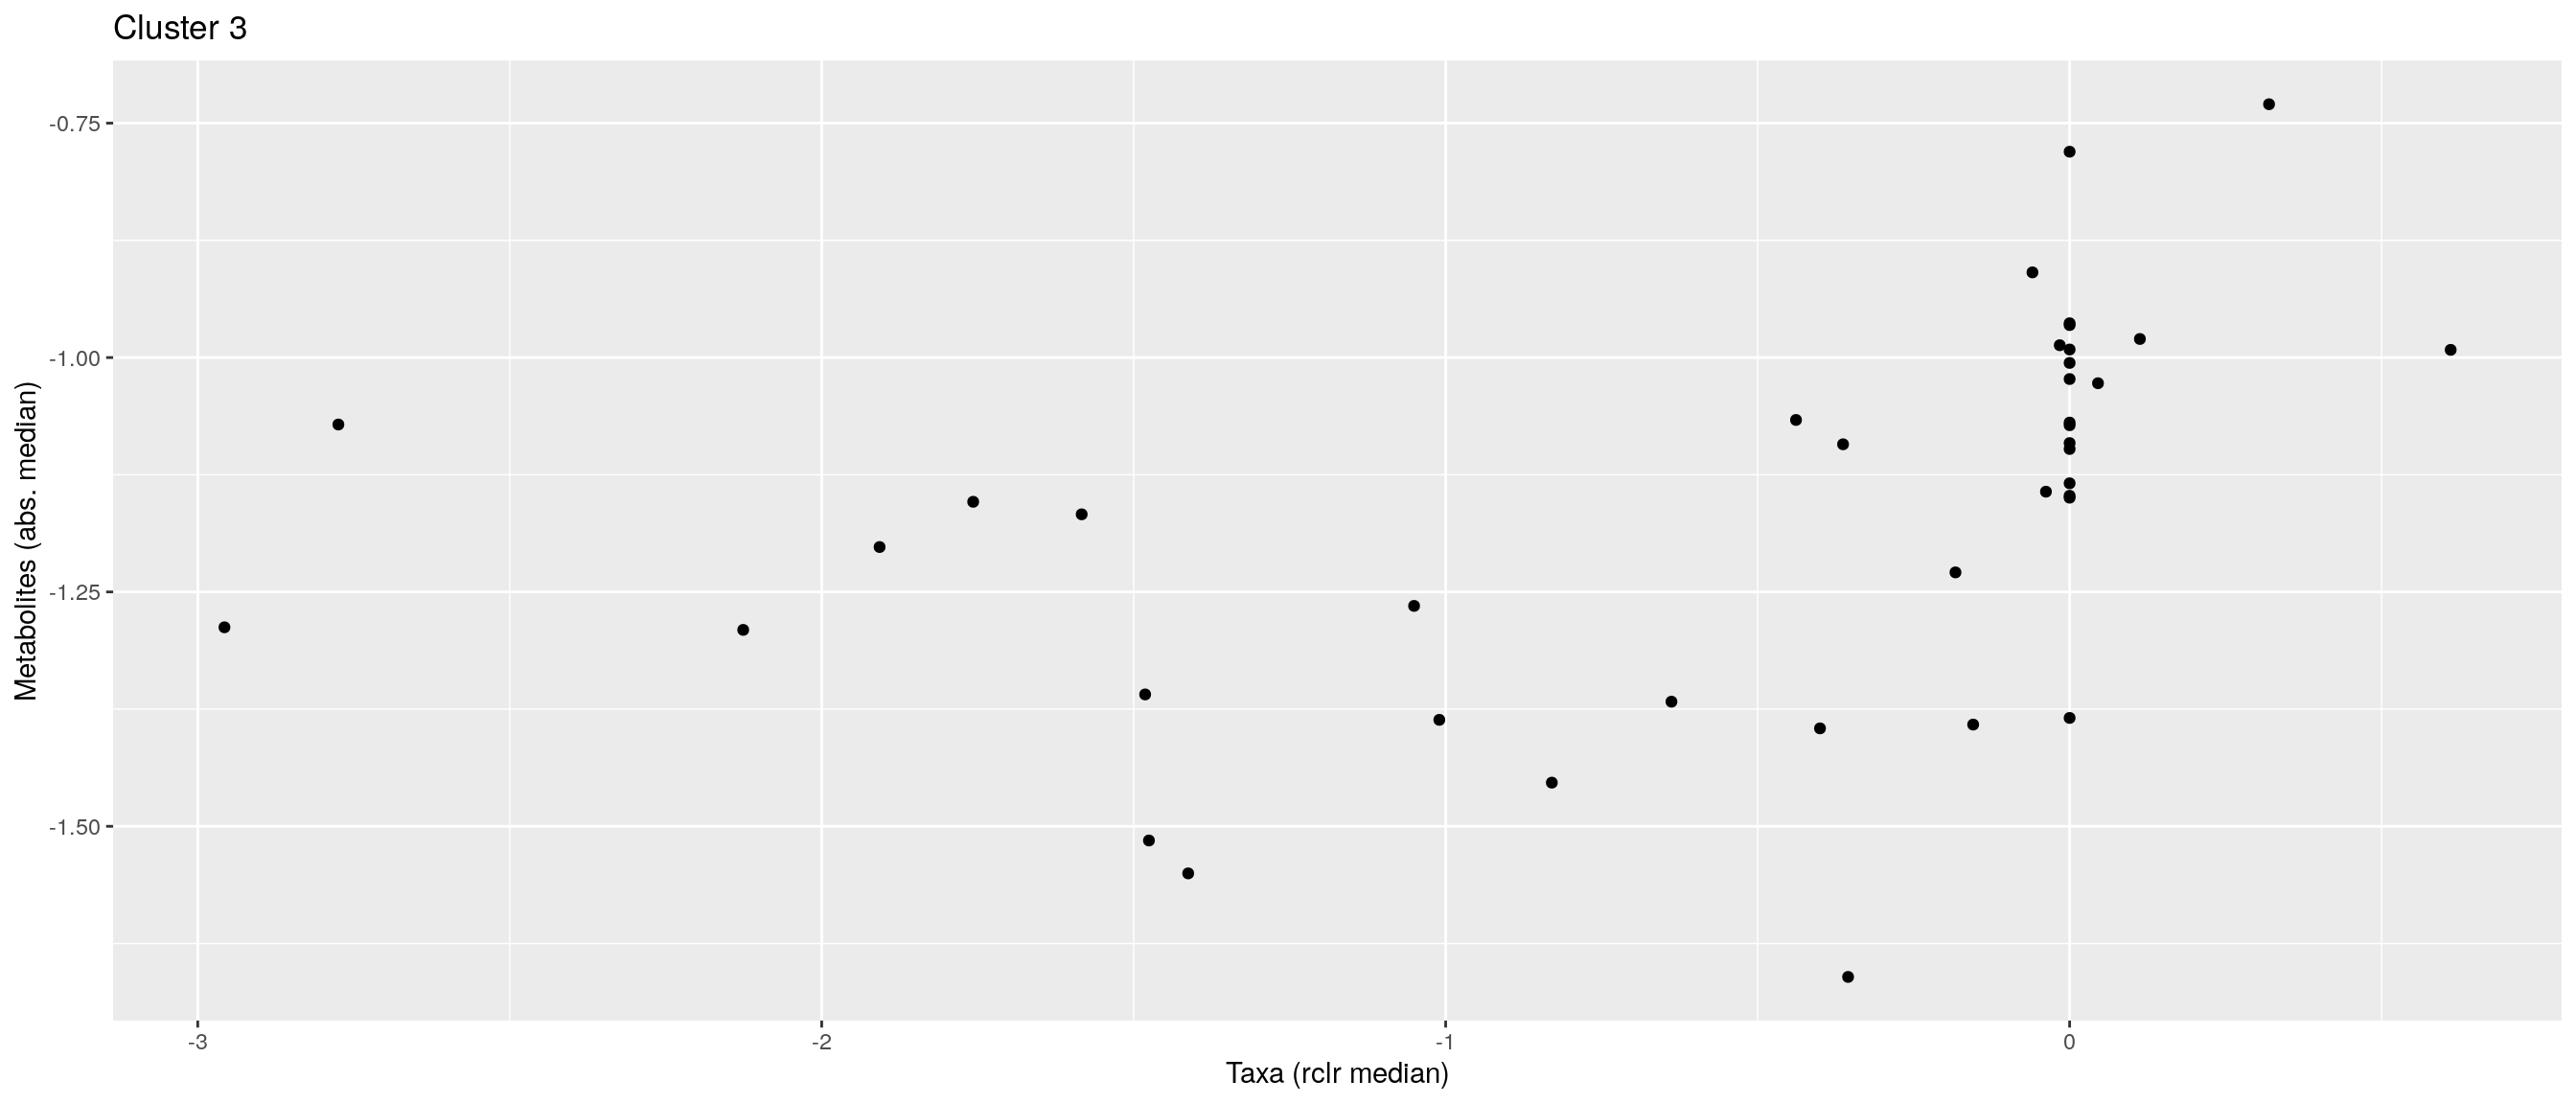 Cluster 3
Metabolites (abs. median)
-0.75
-1.00
-1.25
-1.50
-3
-2
-1
0
Taxa (rclr median)